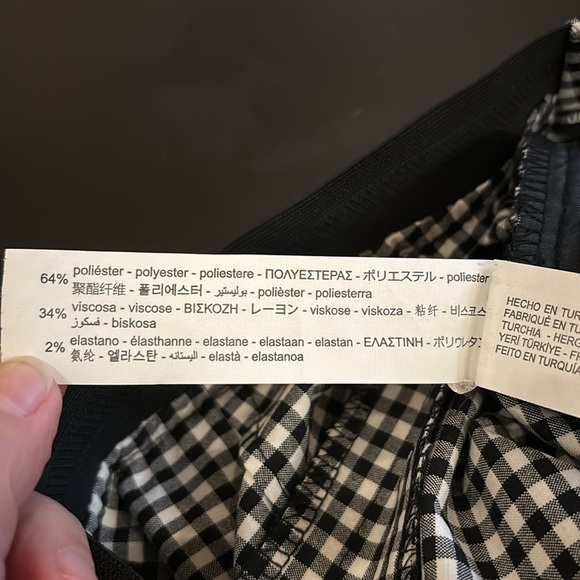 64% poliéster - polyester - poliestere - ΠΟΛΥΕΣΤΕΡΑΣ - ポリエステル - poliester
聚酯纤维 - 폴리에스터 - بوليستير - polièster - poliesterra
34% viscosa - viscose - ΒΙΣΚΟΖΗ - レーヨン - viskose - viskoza - 粘纤 - 비스코스
فسكوز - biskosa
2% elastano - élasthanne - elastane - elastaan - elastan - ΕΛΑΣΤΙΝΗ - ポリウレタン
氨纶 - 엘라스탄 - اليستانه - elastà - elastanoa
HECHO EN TUR
FABRIQUÉ EN TU
TURCHIA - HERG
YERİ TÜRKİYE - 
FEITO EN TURQUÍA